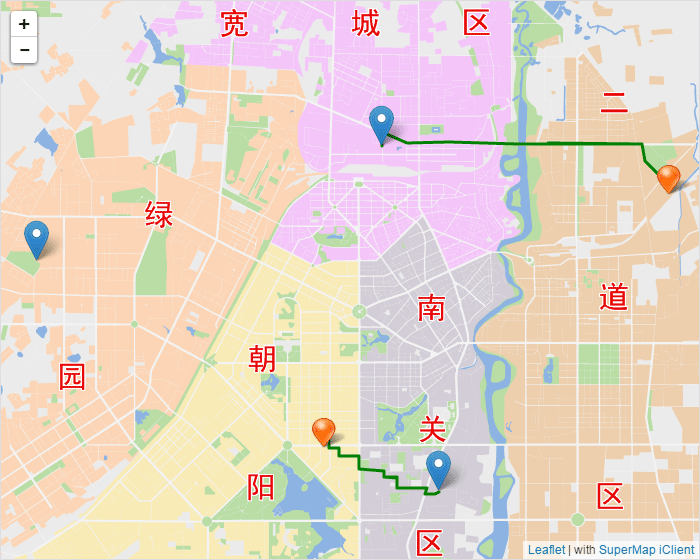 +
−
宽城区
二道区
绿园
朝阳
南关区
Leaflet | with SuperMap iClient